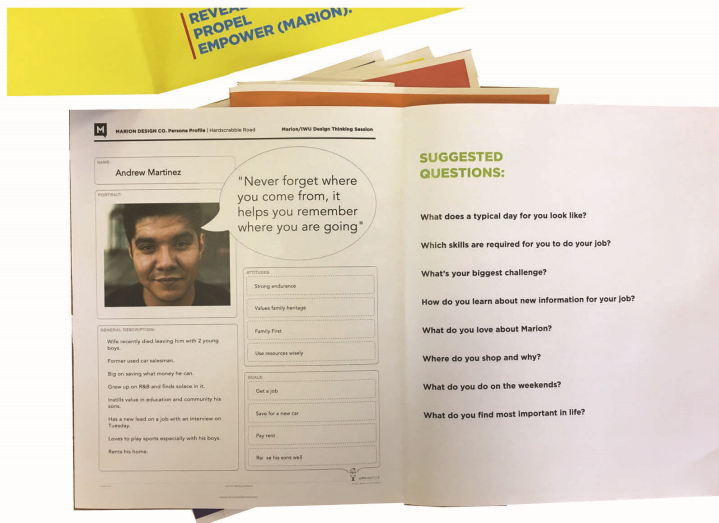 REVEAL
PROPEL
EMPOWER (MARION).
M
MARION DESIGN CO. Persona Profile | Hardscrabble Road
Marion/IWU Design Thinking Session
NAME:
Andrew Martinez
PORTRAIT:
"Never forget where
you come from, it
helps you remember
where you are going"
ATTITUDES:
Strong endurance
Values family heritage
Family First
Use resources wisely
GENERAL DESCRIPTION:
Wife recently died leaving him with 2 young
boys.
Former used car salesman.
Big on saving what money he can.
Grew up on R&B and finds solace in it.
Instills value in education and community his
sons.
Has a new lead on a job with an interview on
Tuesday.
Loves to play sports especially with his boys.
Rents his home.
GOALS:
Get a job
Save for a new car
Pay rent
Rai se his sons well
SUGGESTED
QUESTIONS:
What does a typical day for you look like?
Which skills are required for you to do your job?
What's your biggest challenge?
How do you learn about new information for your job?
What do you love about Marion?
Where do you shop and why?
What do you do on the weekends?
What do you find most important in life?